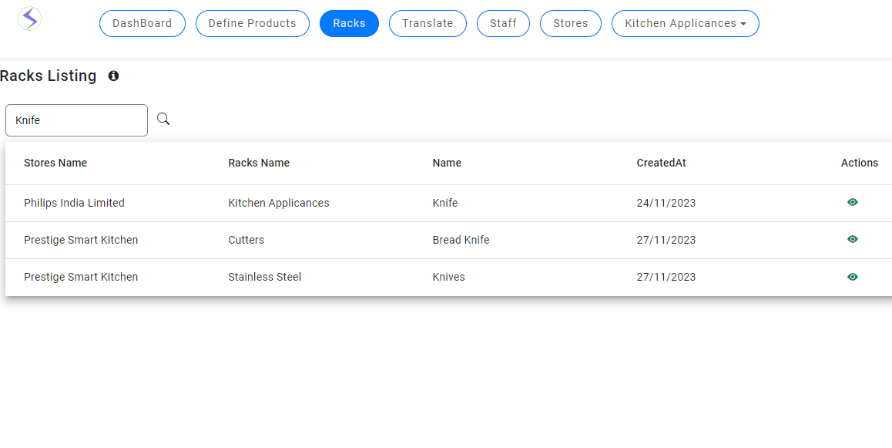 DashBoard Define Products Racks Translate Staff Stores Kitchen Applicances
Racks Listing
Knife
Stores Name Racks Name Name CreatedAt Actions
Philips India Limited Kitchen Applicances Knife 24/11/2023
Prestige Smart Kitchen Cutters Bread Knife 27/11/2023
Prestige Smart Kitchen Stainless Steel Knives 27/11/2023